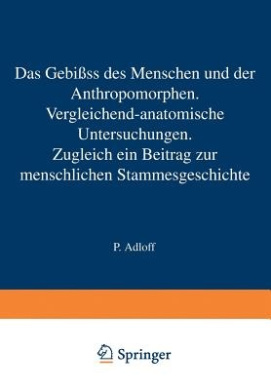 Das Gebißss des Menschen und der
Anthropomorphen.
Vergleichend-anatomische
Untersuchungen.
Zugleich ein Beitrag zur
menschlichen Stammesgeschichte
P. Adloff
Springer